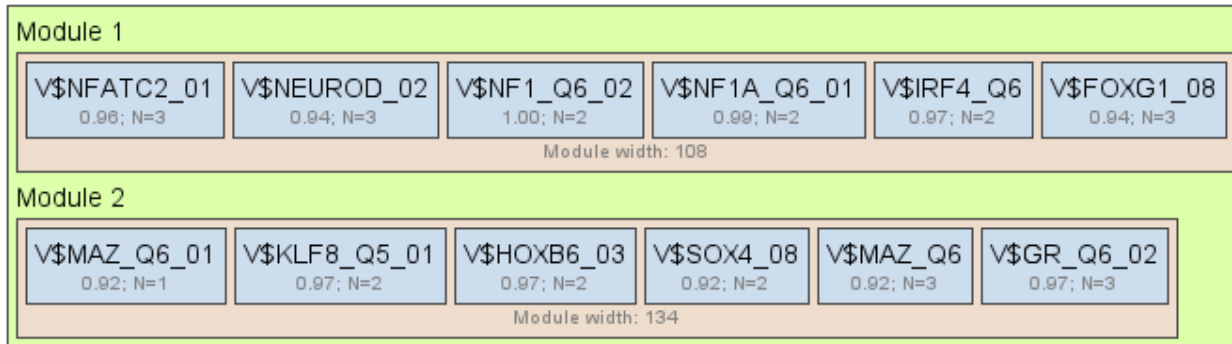 Module 1
V$NFATC2_01 V$NEUROD_02 V$NF1_Q6_02 V$NF1A_Q6_01 V$IRF4_Q6 V$FOXG1_08
0.96; N=3 0.94; N=3 1.00; N=2 0.99; N=2 0.97; N=2 0.94; N=3
Module width: 108
Module 2
V$MAZ_Q6_01 V$KLF8_Q5_01 V$HOXB6_03 V$SOX4_08 V$MAZ_Q6 V$GR_Q6_02
0.92; N=1 0.97; N=2 0.97; N=2 0.92; N=2 0.92; N=3 0.97; N=3
Module width: 134